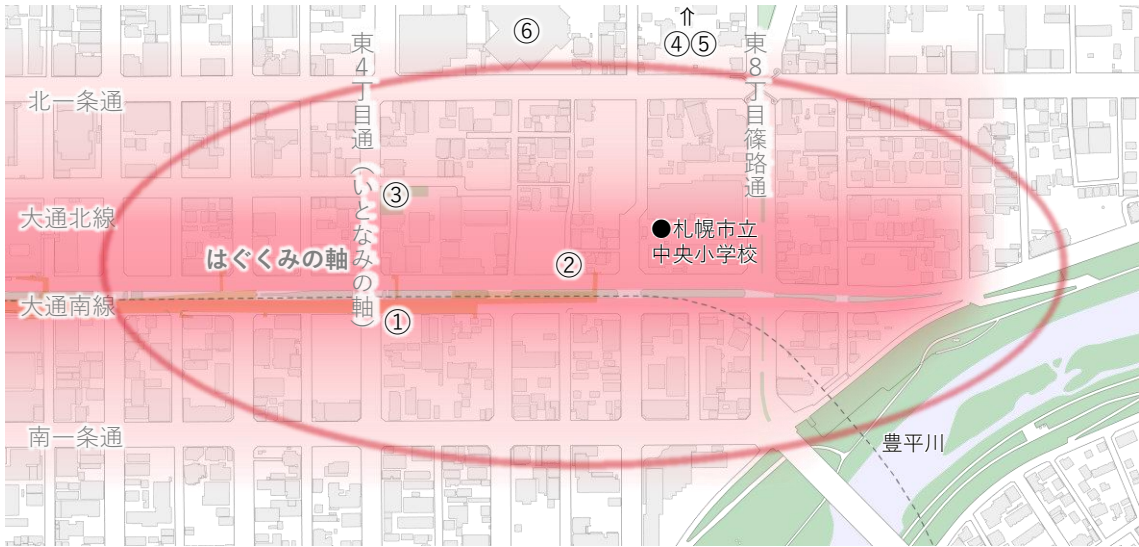 ⑥
⇑
④⑤
東4丁目通（いとなみの軸）
東8丁目篠路通
北一条通
③
大通北線
●札幌市立
中央小学校
はぐくみの軸
②
大通南線
①
南一条通
豊平川